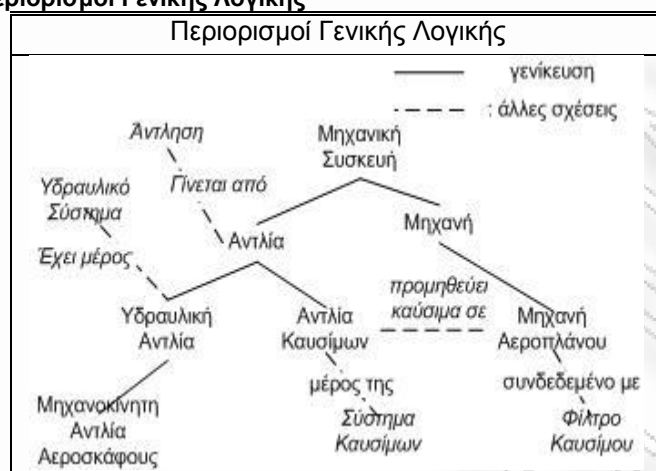 Περιορισμοί Γενικής Λογικής
Περιορισμοί Γενικής Λογικής
γενίκευση
: άλλες σχέσεις
Άντληση
Μηχανική
Συσκευή
Υδραυλικό
Σύστημα
Γίνεται από
Μηχανή
Αντλία
Έχει μέρος
προμηθεύει
καύσιμα σε
Υδραυλική
Αντλία
Αντλία
Καυσίμων
Μηχανή
Αεροπλάνου
μέρος της
συνδεδεμένο με
Μηχανοκίνητη
Αντλία
Αεροσκάφους
Σύστημα
Καυσίμων
Φίλτρο
Καυσίμου